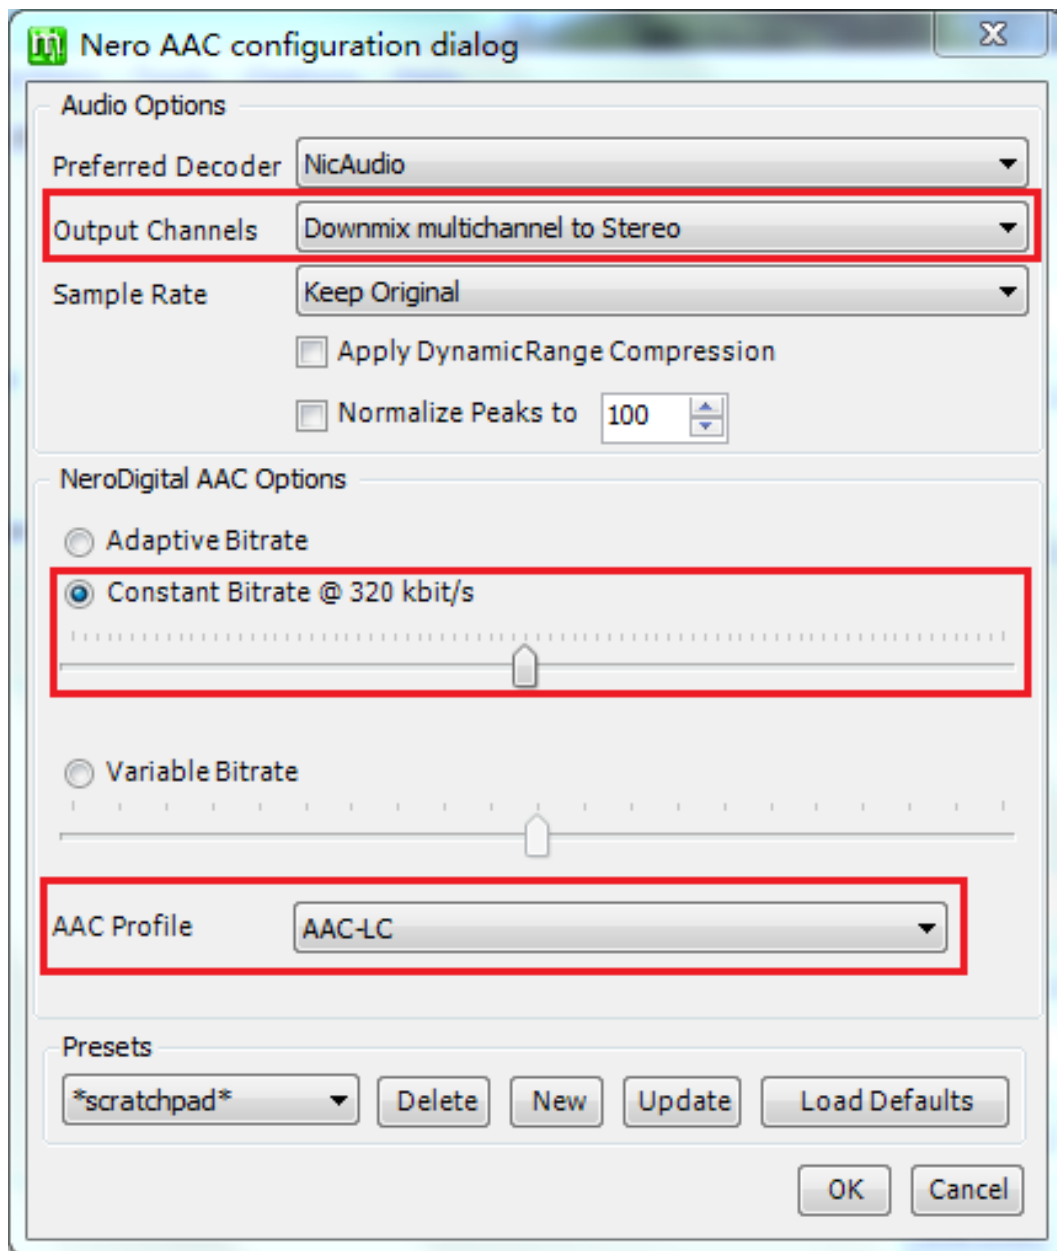 Nero AAC configuration dialog
Audio Options
Preferred Decoder NicAudio
Output Channels Downmix multichannel to Stereo
Sample Rate Keep Original
Apply DynamicRange Compression
Normalize Peaks to 100
NeroDigital AAC Options
Adaptive Bitrate
Constant Bitrate @ 320 kbit/s
Variable Bitrate
AAC Profile AAC-LC
Presets
*scratchpad* Delete New Update Load Defaults
OK Cancel